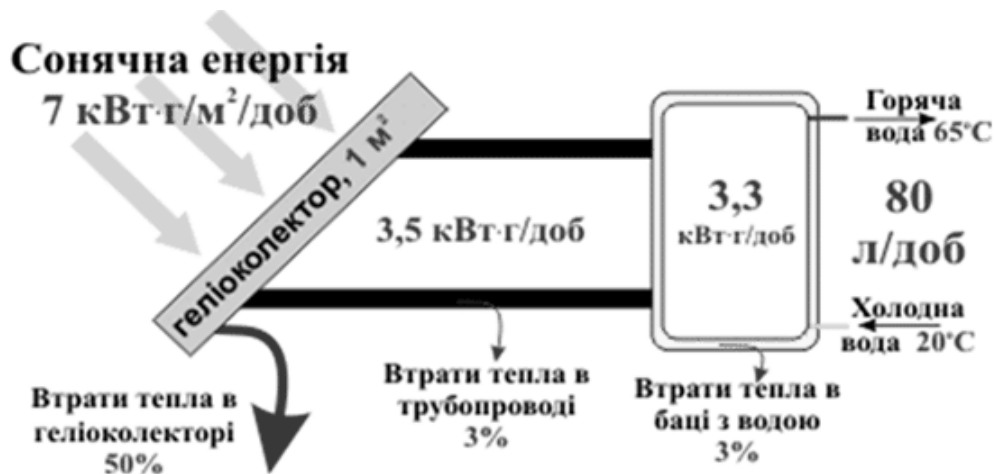 Сонячна енергія
7 кВт·г/м²/доб
геліоколектор, 1 м²
3,5 кВт·г/доб
3,3
кВт·г/доб
Горяча
вода 65°C
80
л/доб
Холодна
вода 20°C
Втрати тепла в
геліоколекторі
50%
Втрати тепла в
трубопроводі
3%
Втрати тепла в
баці з водою
3%